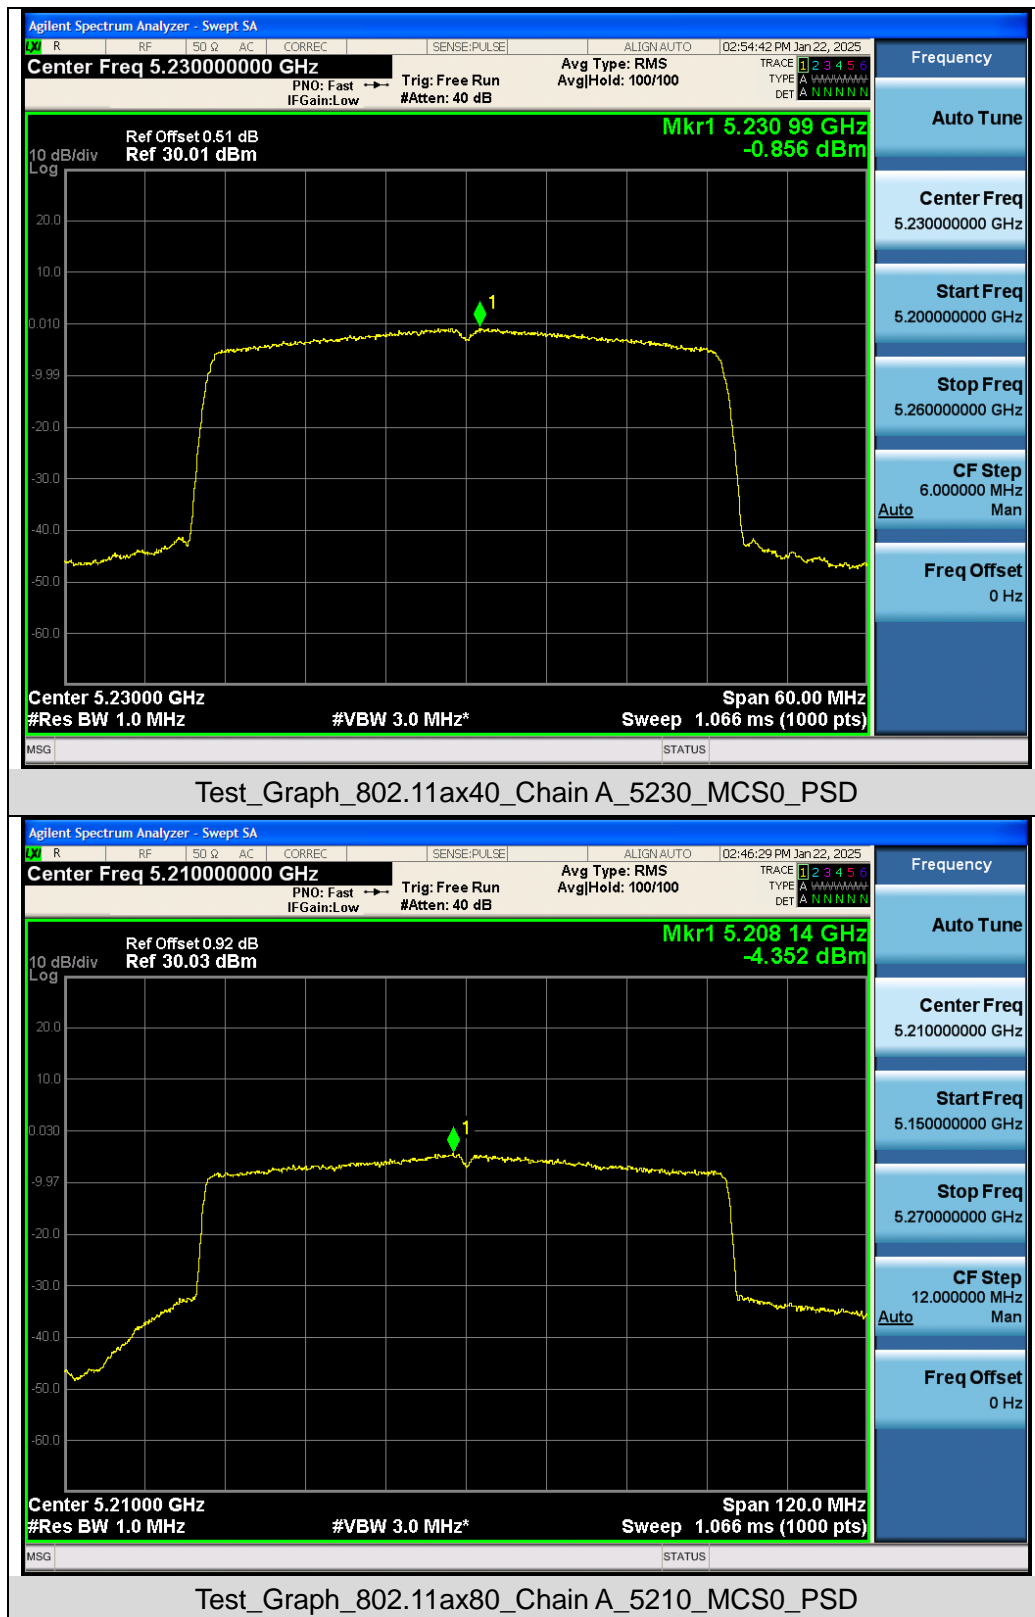 Agilent Spectrum Analyzer - Swept SA
LXI R RF 50 Ω AC CORREC SENSE:PULSE ALIGN AUTO 02:54:42 PM Jan 22, 2025
Center Freq 5.230000000 GHz
PNO: Fast
IFGain:Low
Trig: Free Run
#Atten: 40 dB
Avg Type: RMS
Avg|Hold: 100/100
TRACE 1 2 3 4 5 6
TYPE A WWWWW
DET A N N N N N
Mkr1 5.230 99 GHz
-0.856 dBm
Ref Offset 0.51 dB
10 dB/div Ref 30.01 dBm
Log
20.0
10.0
1
0.010
-9.99
-20.0
-30.0
-40.0
-50.0
-60.0
Center 5.23000 GHz Span 60.00 MHz
#Res BW 1.0 MHz #VBW 3.0 MHz* Sweep 1.066 ms (1000 pts)
MSG STATUS
Frequency
Auto Tune
Center Freq
5.230000000 GHz
Start Freq
5.200000000 GHz
Stop Freq
5.260000000 GHz
CF Step
6.000000 MHz
Auto Man
Freq Offset
0 Hz
Test_Graph_802.11ax40_Chain A_5230_MCS0_PSD
Agilent Spectrum Analyzer - Swept SA
LXI R RF 50 Ω AC CORREC SENSE:PULSE ALIGN AUTO 02:46:29 PM Jan 22, 2025
Center Freq 5.210000000 GHz
PNO: Fast
IFGain:Low
Trig: Free Run
#Atten: 40 dB
Avg Type: RMS
Avg|Hold: 100/100
TRACE 1 2 3 4 5 6
TYPE A WWWWW
DET A N N N N N
Mkr1 5.208 14 GHz
-4.352 dBm
Ref Offset 0.92 dB
10 dB/div Ref 30.03 dBm
Log
20.0
10.0
1
0.030
-9.97
-20.0
-30.0
-40.0
-50.0
-60.0
Center 5.21000 GHz Span 120.0 MHz
#Res BW 1.0 MHz #VBW 3.0 MHz* Sweep 1.066 ms (1000 pts)
MSG STATUS
Frequency
Auto Tune
Center Freq
5.210000000 GHz
Start Freq
5.150000000 GHz
Stop Freq
5.270000000 GHz
CF Step
12.000000 MHz
Auto Man
Freq Offset
0 Hz
Test_Graph_802.11ax80_Chain A_5210_MCS0_PSD